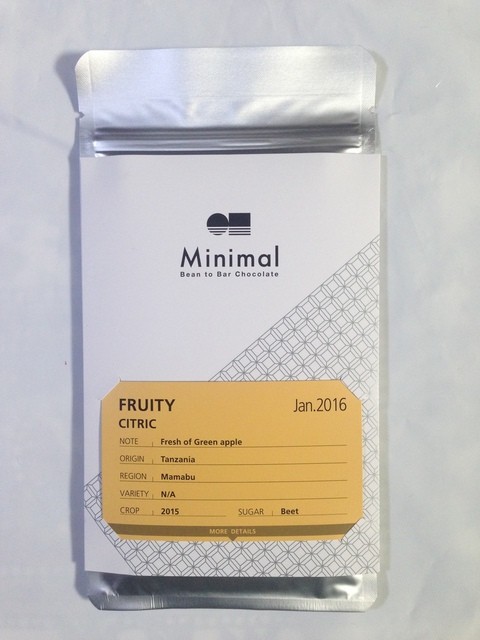 Minimal
Bean to Bar Chocolate
FRUITY Jan.2016
CITRIC
NOTE Fresh of Green apple
ORIGIN Tanzania
REGION Mamabu
VARIETY N/A
CROP 2015 SUGAR Beet
MORE DETAILS